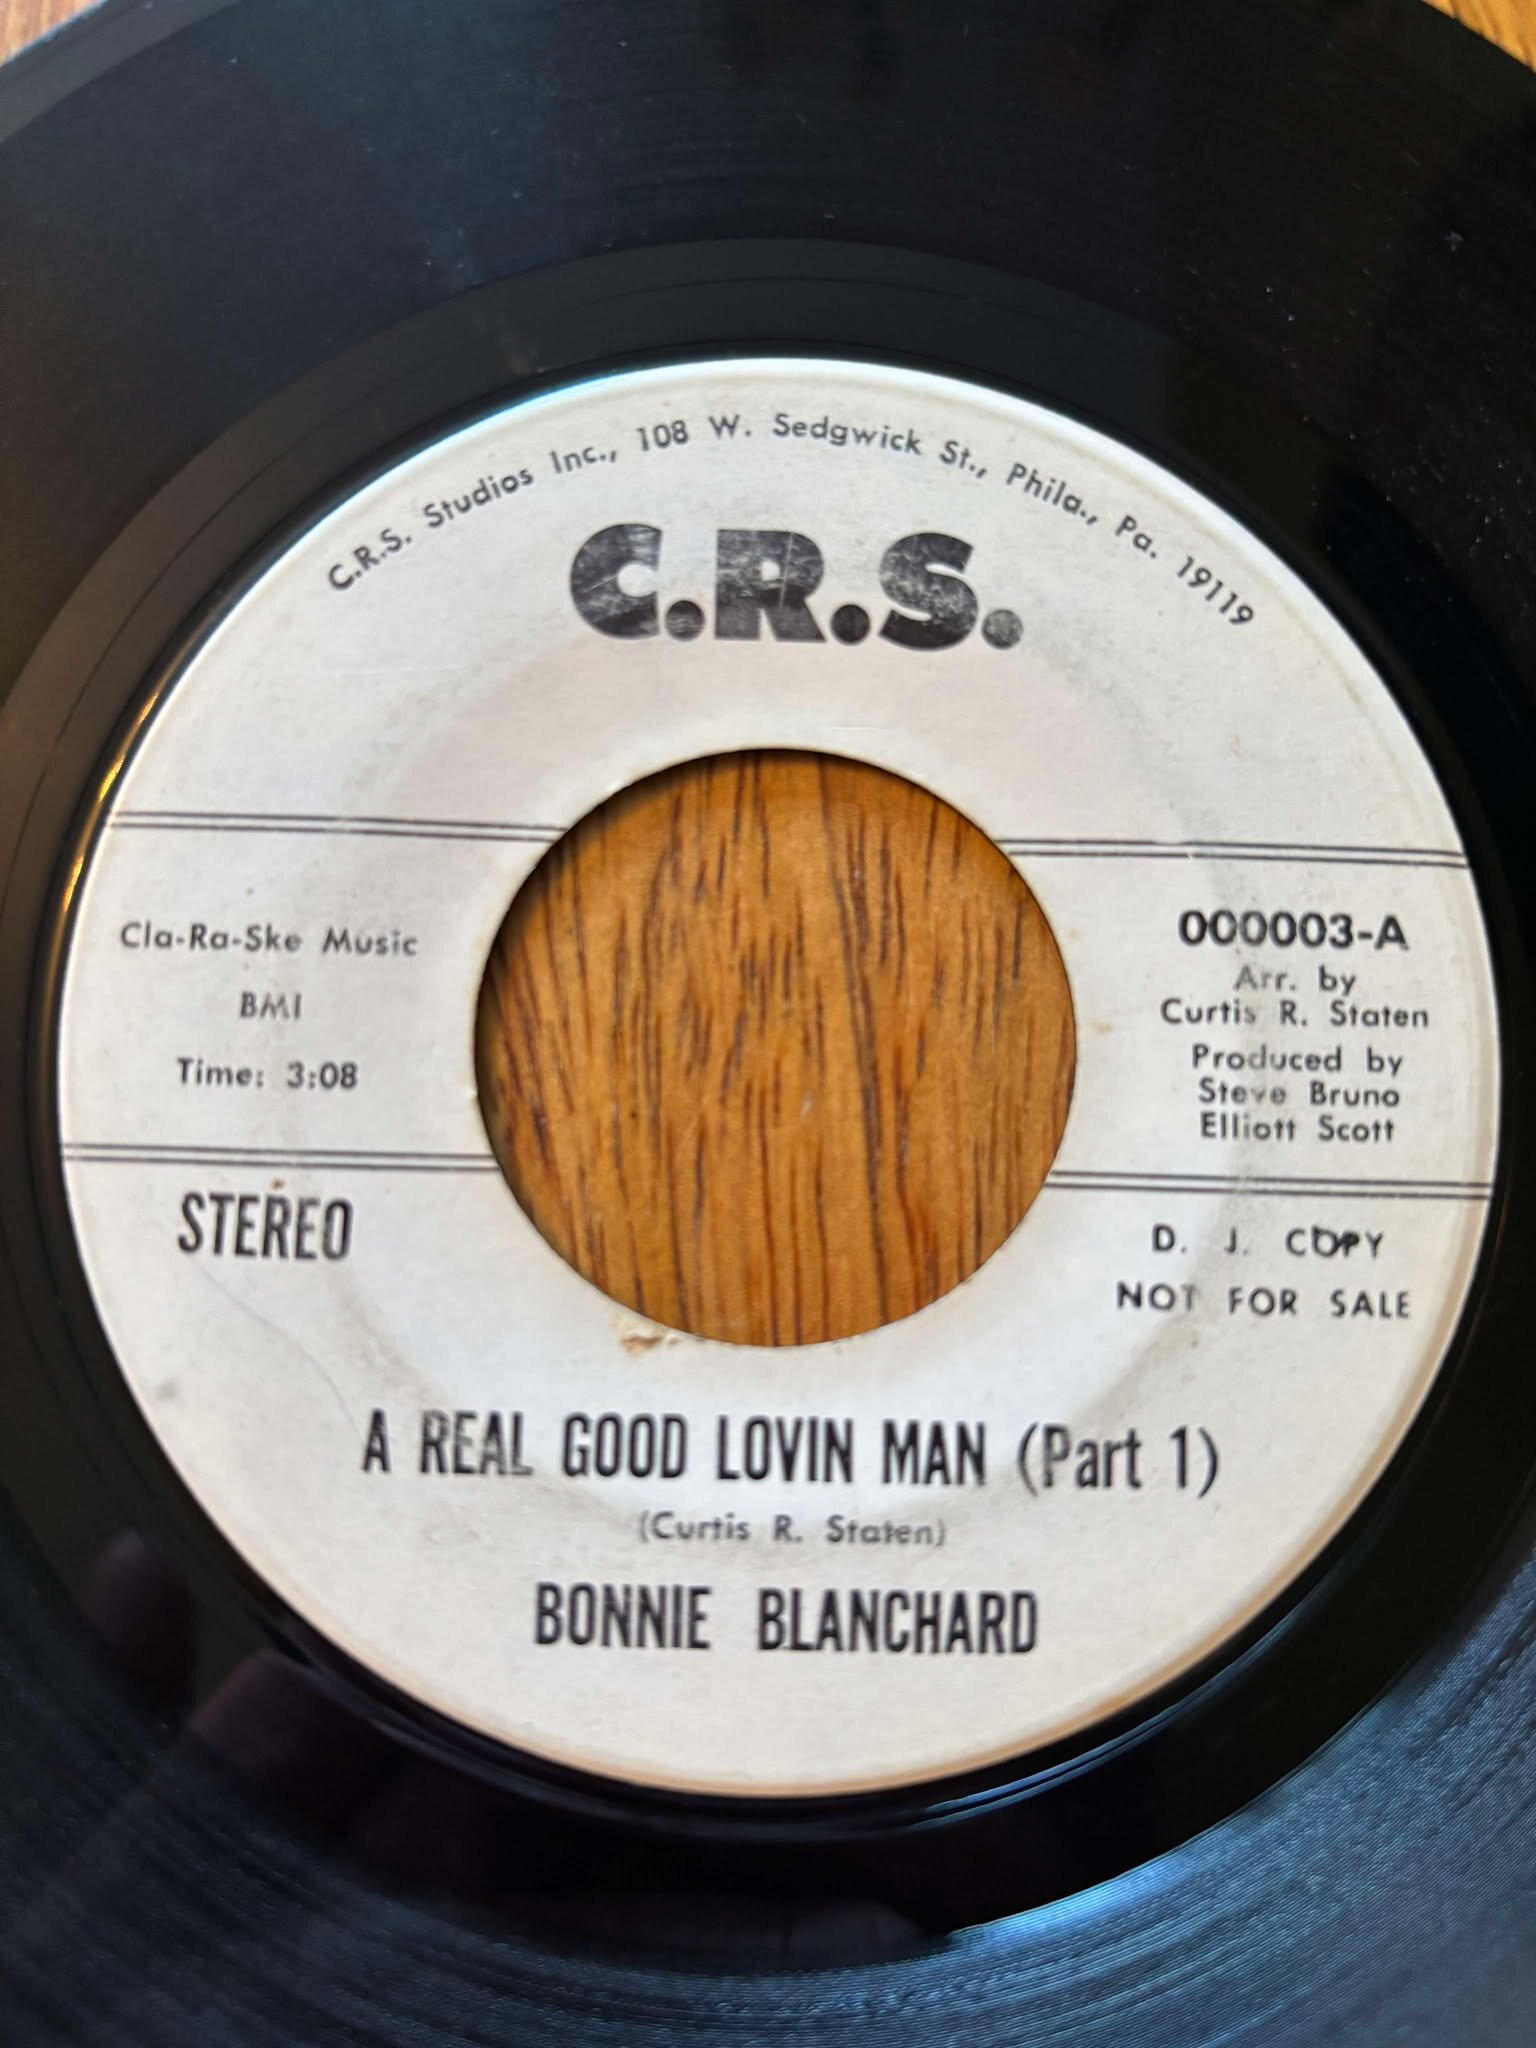 C.R.S. Studios Inc., 108 W. Sedgwick St., Phila., Pa. 19119
C.R.S.
Cla-Ra-Ske Music
BMI
Time: 3:08
STEREO
000003-A
Arr. by
Curtis R. Staten
Produced by
Steve Bruno
Elliott Scott
D. J. COPY
NOT FOR SALE
A REAL GOOD LOVIN MAN (Part 1)
(Curtis R. Staten)
BONNIE BLANCHARD